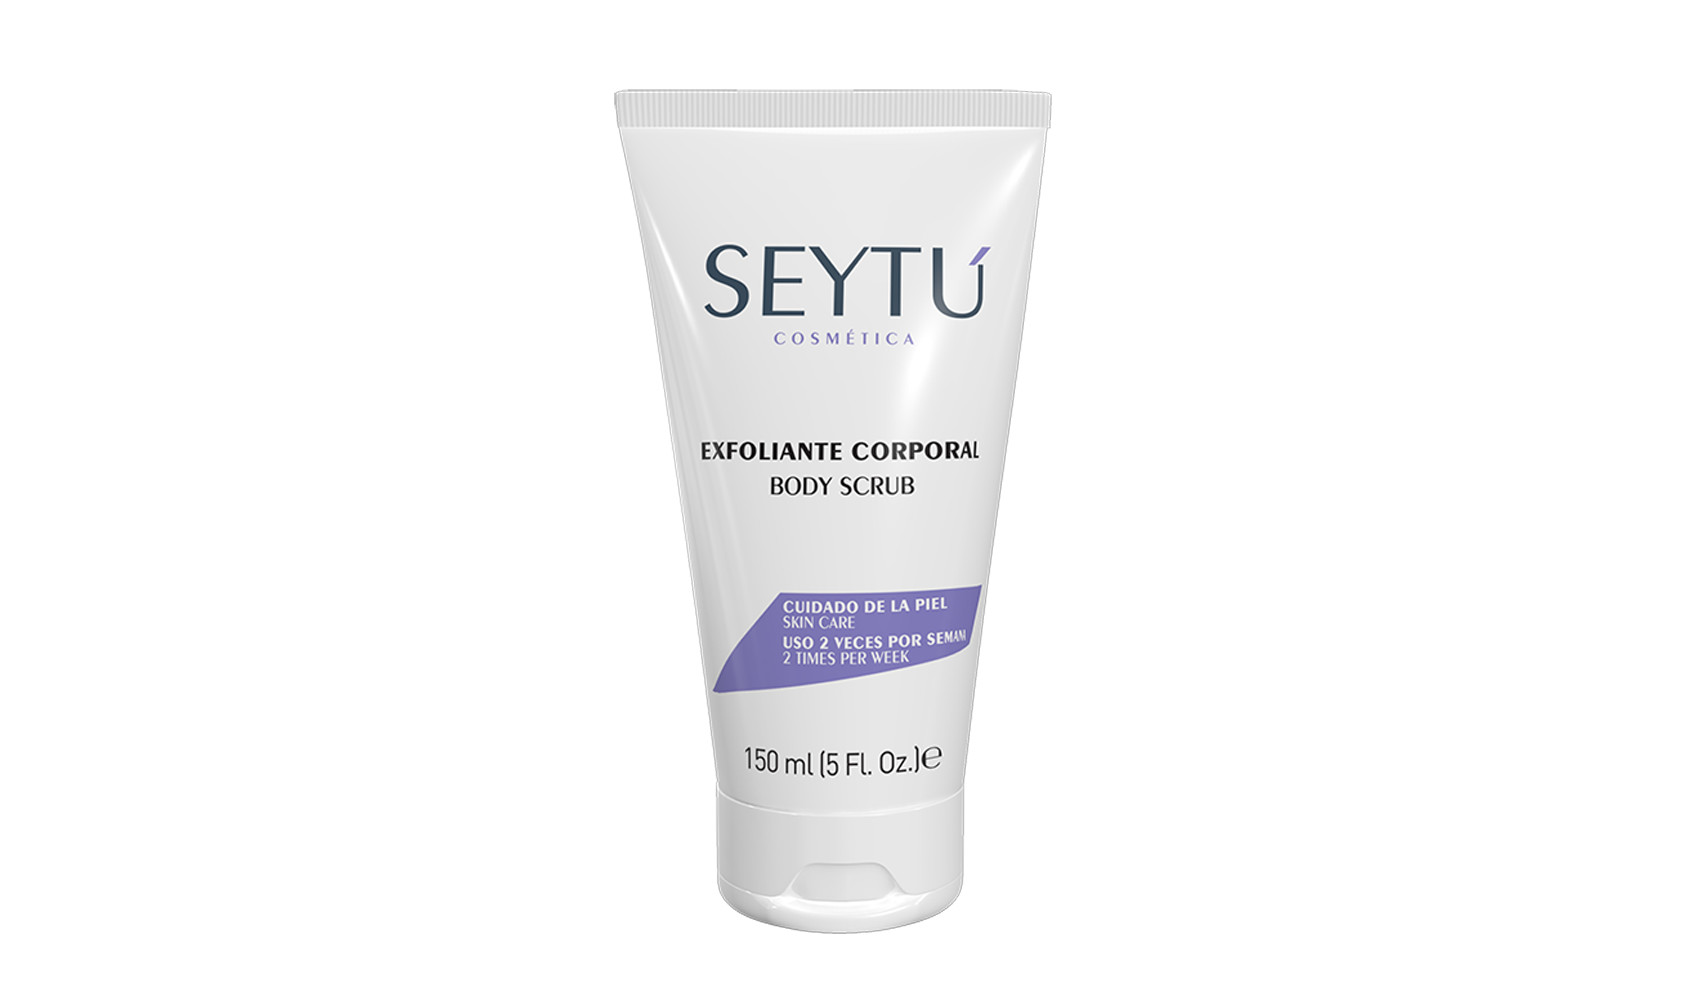 SEYTÚ
COSMÉTICA
EXFOLIANTE CORPORAL
BODY SCRUB
CUIDADO DE LA PIEL
SKIN CARE
USO 2 VECES POR SEMANA
2 TIMES PER WEEK
150 ml (5 Fl. Oz.)℮